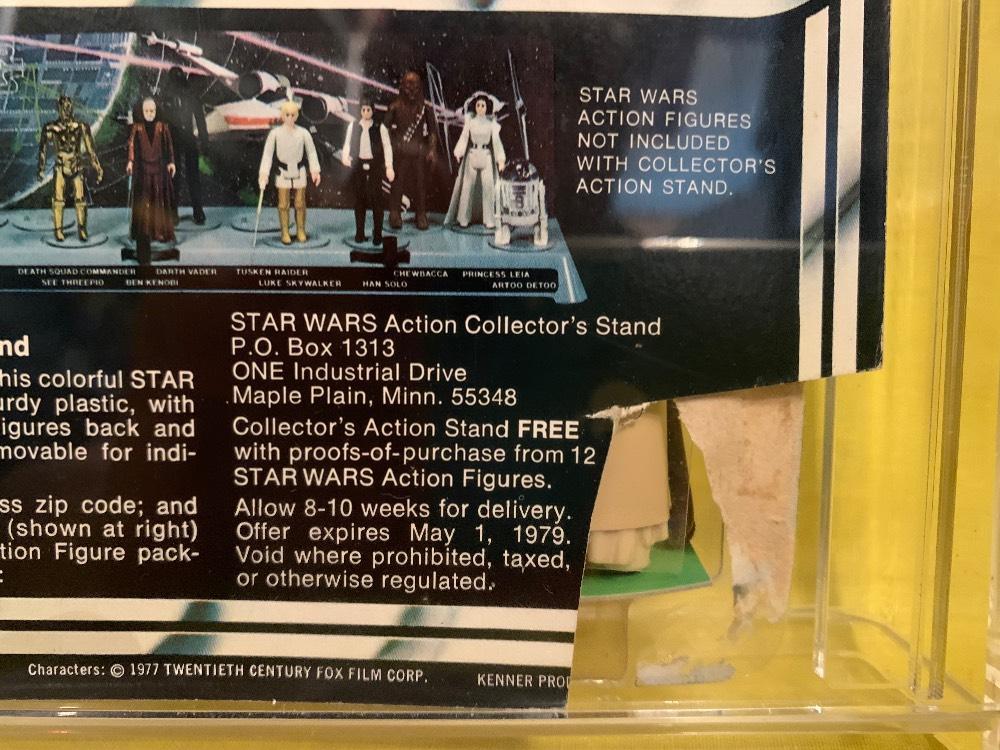 STAR WARS
ACTION FIGURES
NOT INCLUDED
WITH COLLECTOR'S
ACTION STAND.
DEATH SQUAD COMMANDER DARTH VADER TUSKEN RAIDER CHEWBACCA PRINCESS LEIA
SEE THREEPIO BEN KENOBI LUKE SKYWALKER HAN SOLO ARTOO DETOO
nd
his colorful STAR
urdy plastic, with
igures back and
movable for indi-
ss zip code; and
(shown at right)
tion Figure pack-
:
STAR WARS Action Collector's Stand
P.O. Box 1313
ONE Industrial Drive
Maple Plain, Minn. 55348
Collector's Action Stand FREE
with proofs-of-purchase from 12
STAR WARS Action Figures.
Allow 8-10 weeks for delivery.
Offer expires May 1, 1979.
Void where prohibited, taxed,
or otherwise regulated.
Characters: © 1977 TWENTIETH CENTURY FOX FILM CORP. KENNER PROD